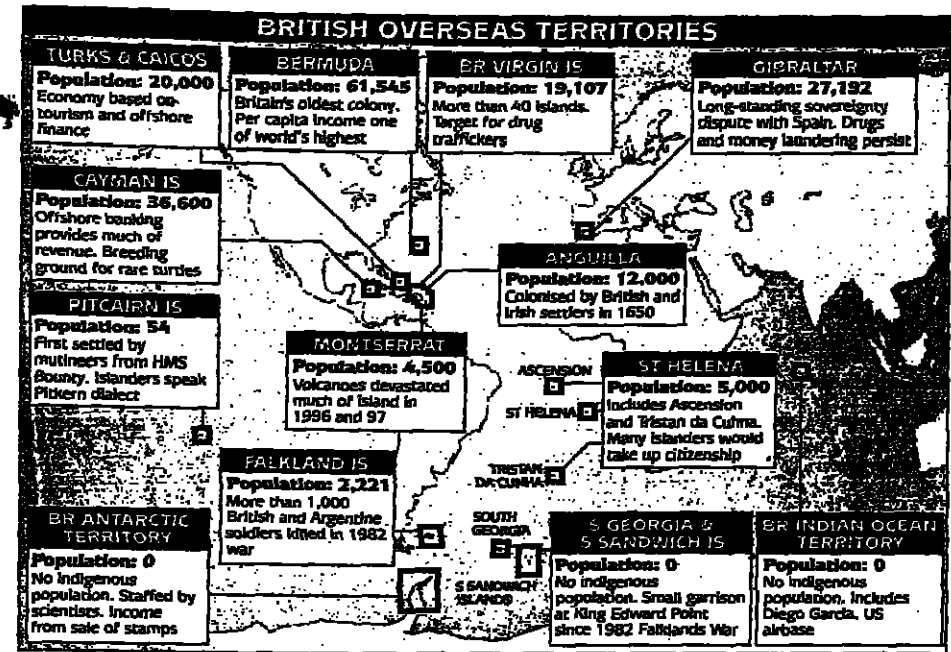 BRITISH OVERSEAS TERRITORIES
TURKS & CAICOS
Population: 20,000
Economy based on
tourism and offshore
finance
BERMUDA
Population: 61,545
Britain's oldest colony.
Per capita income one
of world's highest
BR VIRGIN IS
Population: 19,107
More than 40 islands.
Target for drug
traffickers
GIBRALTAR
Population: 27,192
Long-standing sovereignty
dispute with Spain. Drugs
and money laundering persist
CAYMAN IS
Population: 36,600
Offshore banking
provides much of
revenue. Breeding
ground for rare turtles
ANGUILLA
Population: 12,000
Colonised by British and
Irish settlers in 1650
PITCAIRN IS
Population: 54
First settled by
mutineers from HMS
Bounty. Islanders speak
Pitkern dialect
MONTSERRAT
Population: 4,500
Volcanoes devastated
much of island in
1996 and 97
ASCENSION
ST HELENA
TRISTAN
DA CUNHA
ST HELENA
Population: 5,000
Includes Ascension
and Tristan da Cuhna.
Many islanders would
take up citizenship
FALKLAND IS
Population: 2,221
More than 1,000
British and Argentine
soldiers killed in 1982
war
SOUTH
GEORGIA
S SANDWICH
ISLANDS
BR ANTARCTIC
TERRITORY
Population: 0
No indigenous
population. Staffed by
scientists. Income
from sale of stamps
S GEORGIA &
S SANDWICH IS
Population: 0
No indigenous
population. Small garrison
at King Edward Point
since 1982 Falklands War
BR INDIAN OCEAN
TERRITORY
Population: 0
No indigenous
population. Includes
Diego Garcia. US
airbase